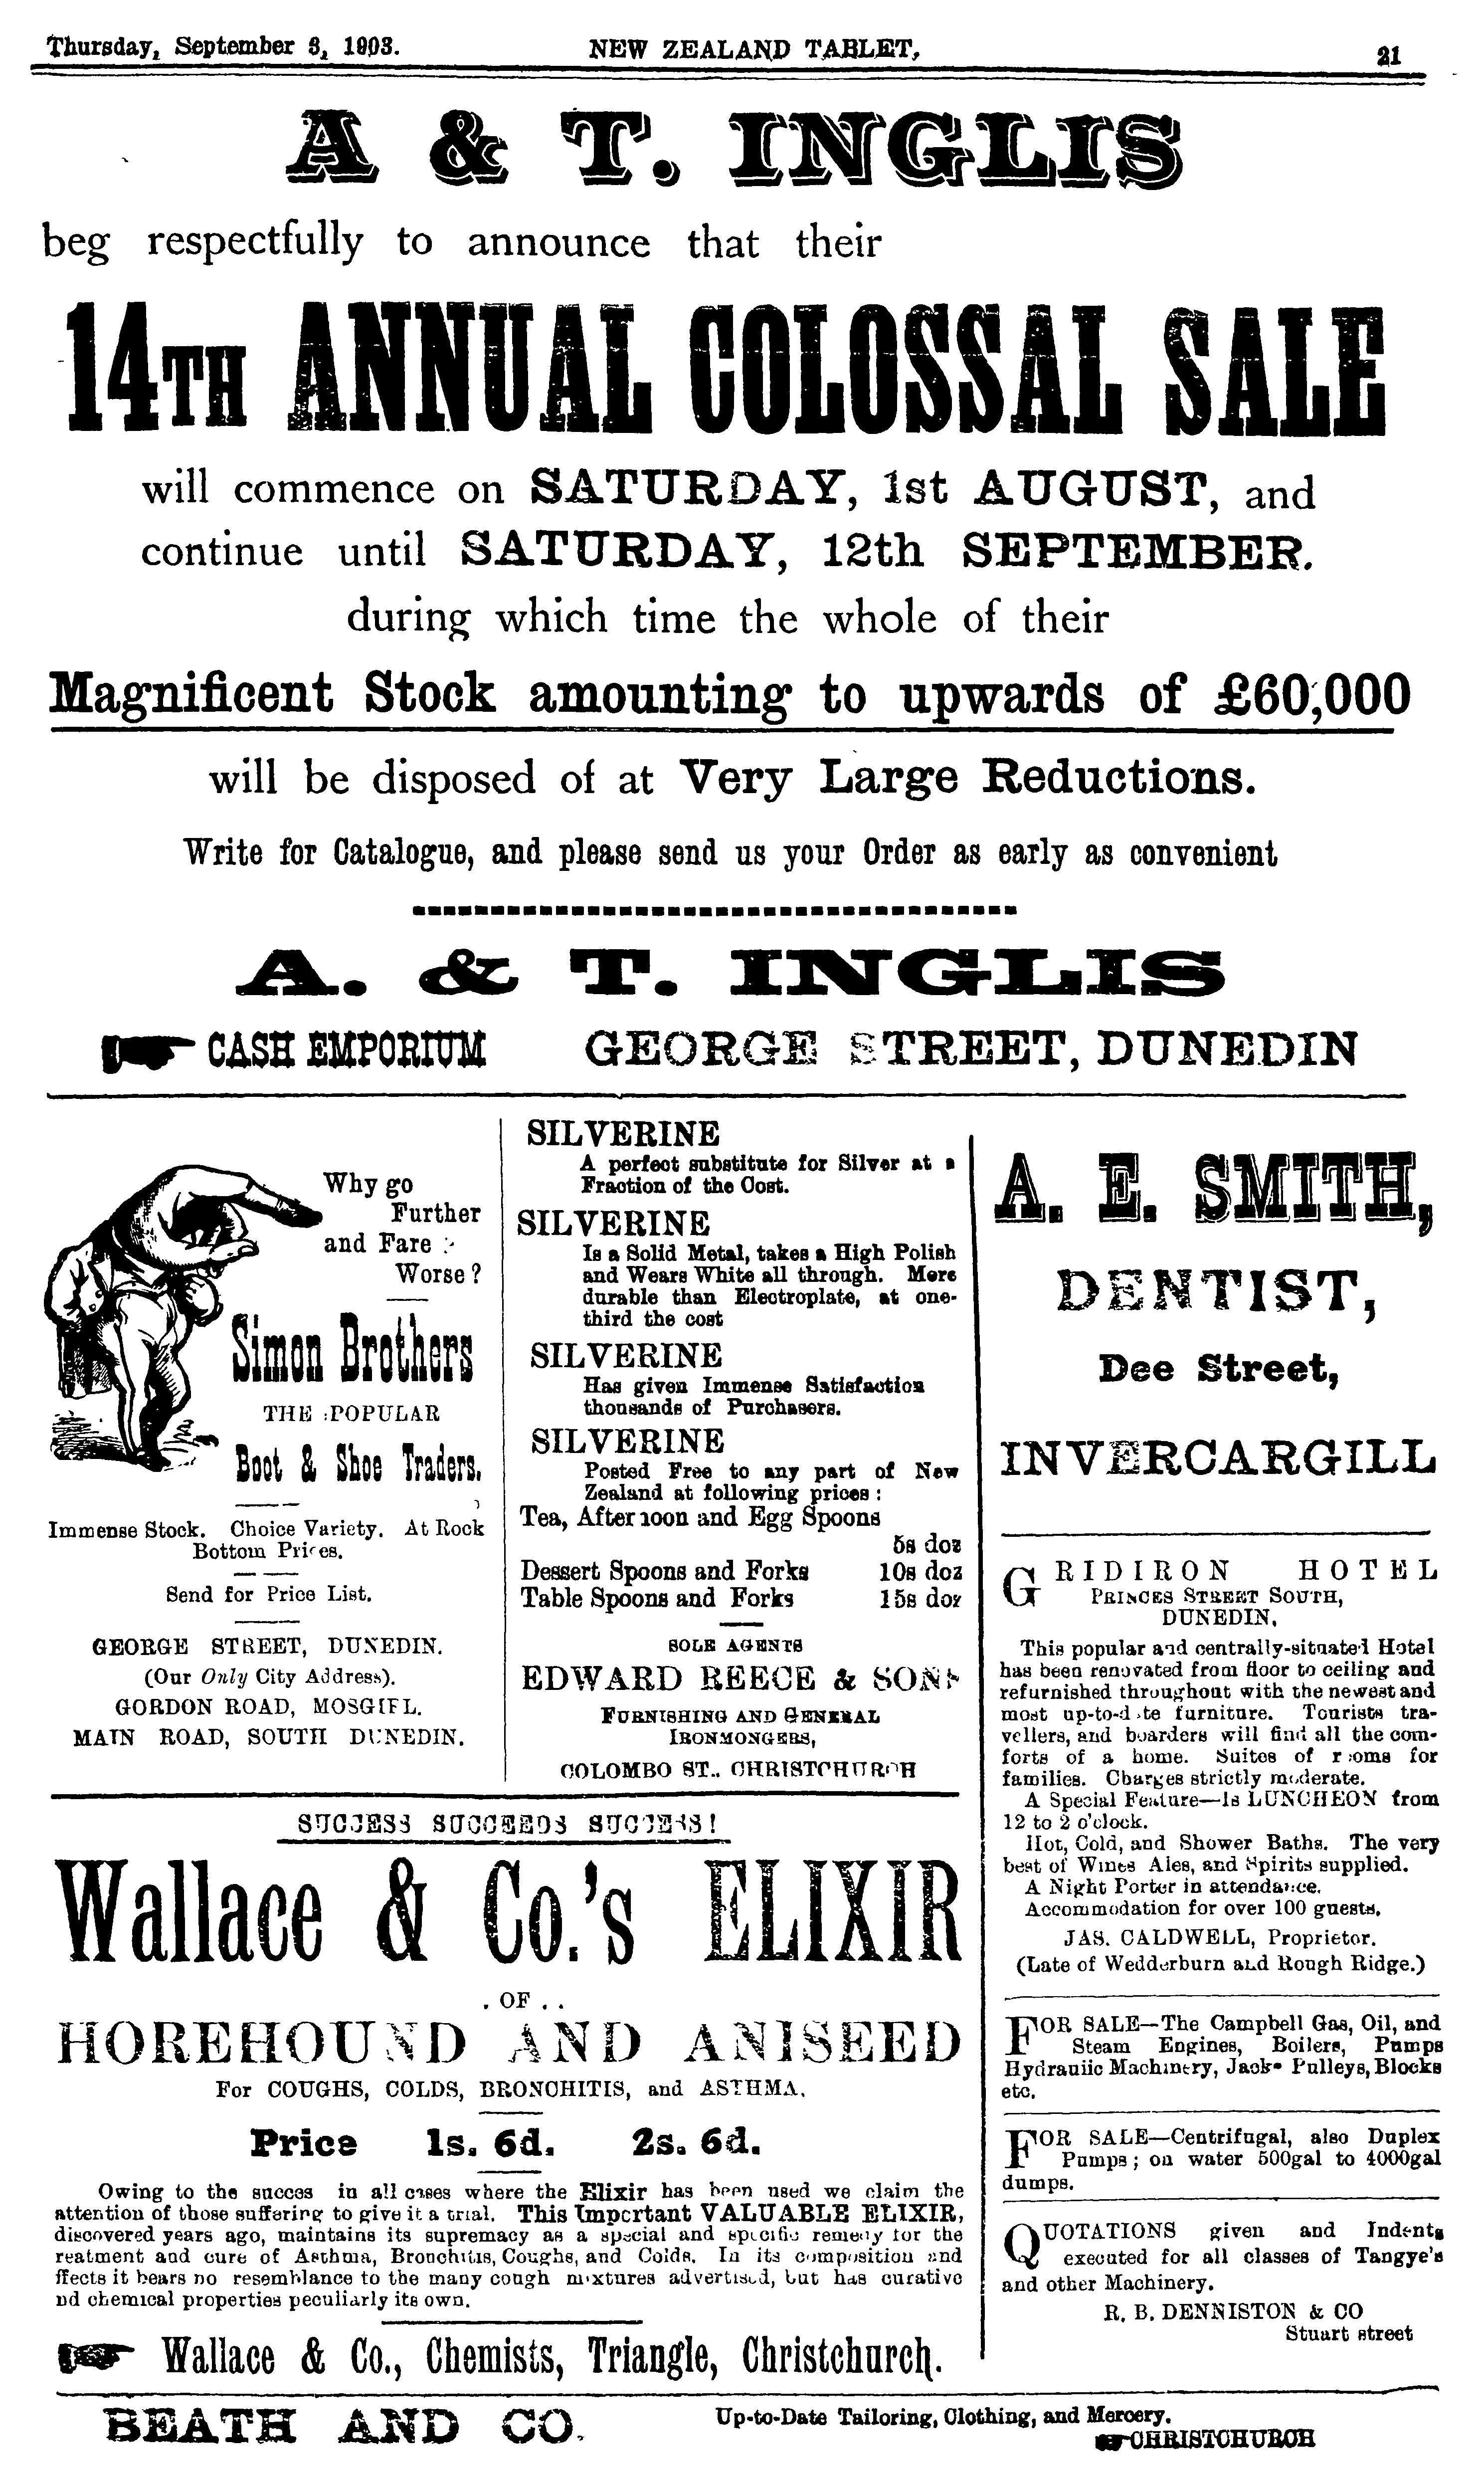 Thursday, September 3, 1903.
NEW ZEALAND TABLET,
21
A & T. INGLIS
beg respectfully to announce that their
14TH ANNUAL COLOSSAL SALE
will commence on SATURDAY, 1st AUGUST, and
continue until SATURDAY, 12th SEPTEMBER.
during which time the whole of their
Magnificent Stock amounting to upwards of £60,000
will be disposed of at Very Large Reductions.
Write for Catalogue, and please send us your Order as early as convenient
A. & T. INGLIS
CASH EMPORIUM GEORGE STREET, DUNEDIN
Why go
Further
and Fare
Worse?
Simon Brothers
THE POPULAR
Boot & Shoe Traders.
Immense Stock. Choice Variety. At Rock
Bottom Prices.
Send for Price List.
GEORGE STREET, DUNEDIN.
(Our Only City Address).
GORDON ROAD, MOSGIEL.
MAIN ROAD, SOUTH DUNEDIN.
SILVERINE
A perfect substitute for Silver at a
Fraction of the Cost.
SILVERINE
Is a Solid Metal, takes a High Polish
and Wears White all through. More
durable than Electroplate, at one-
third the cost
SILVERINE
Has given Immense Satisfaction
thousands of Purchasers.
SILVERINE
Posted Free to any part of New
Zealand at following prices:
Tea, Afternoon and Egg Spoons
5s doz
Dessert Spoons and Forks 10s doz
Table Spoons and Forks 15s doz
SOLE AGENTS
EDWARD REECE & SONS
FURNISHING AND GENERAL
IRONMONGERS,
COLOMBO ST.. CHRISTCHURCH
SUCCESS SUCCEEDS SUCCESS!
Wallace & Co.'s ELIXIR
. OF . .
HOREHOUND AND ANISEED
For COUGHS, COLDS, BRONCHITIS, and ASTHMA.
Price 1s. 6d. 2s. 6d.
Owing to the succes in all cases where the Elixir has been used we claim the
attention of those suffering to give it a trial. This Important VALUABLE ELIXIR,
discovered years ago, maintains its supremacy as a special and specific remedy for the
reatment and cure of Asthma, Bronchitis, Coughs, and Colds. In its composition and
ffects it bears no resemblance to the many cough mixtures advertised, but has curative
nd chemical properties peculiarly its own.
Wallace & Co., Chemists, Triangle, Christchurch.
A. E. SMITH,
DENTIST,
Dee Street,
INVERCARGILL
GRIDIRON HOTEL
PRINCES STREET SOUTH,
DUNEDIN,
This popular and centrally-situated Hotel
has been renovated from floor to ceiling and
refurnished throughout with the newest and
most up-to-date furniture. Tourists tra-
vellers, and boarders will find all the com-
forts of a home. Suites of rooms for
families. Charges strictly moderate.
A Special Feature—1s LUNCHEON from
12 to 2 o'clock.
Hot, Cold, and Shower Baths. The very
best of Wines Ales, and Spirits supplied.
A Night Porter in attendance.
Accommodation for over 100 guests.
JAS. CALDWELL, Proprietor.
(Late of Wedderburn and Rough Ridge.)
FOR SALE—The Campbell Gas, Oil, and
Steam Engines, Boilers, Pumps
Hydraulic Machinery, Jacks Pulleys, Blocks
etc.
FOR SALE—Centrifugal, also Duplex
Pumps; on water 500gal to 4000gal
dumps.
QUOTATIONS given and Indents
executed for all classes of Tangye's
and other Machinery.
R. B. DENNISTON & CO
Stuart street
BEATH AND CO.
Up-to-Date Tailoring, Clothing, and Mercery.
CHRISTCHURCH